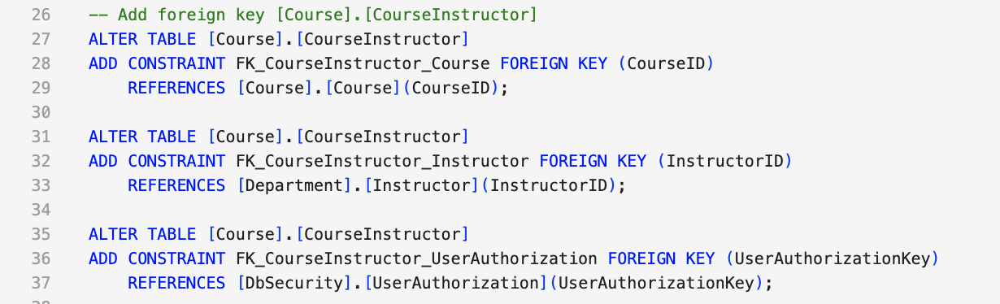 26 -- Add foreign key [Course].[CourseInstructor]
27 ALTER TABLE [Course].[CourseInstructor]
28 ADD CONSTRAINT FK_CourseInstructor_Course FOREIGN KEY (CourseID)
29 REFERENCES [Course].[Course](CourseID);
30
31 ALTER TABLE [Course].[CourseInstructor]
32 ADD CONSTRAINT FK_CourseInstructor_Instructor FOREIGN KEY (InstructorID)
33 REFERENCES [Department].[Instructor](InstructorID);
34
35 ALTER TABLE [Course].[CourseInstructor]
36 ADD CONSTRAINT FK_CourseInstructor_UserAuthorization FOREIGN KEY (UserAuthorizationKey)
37 REFERENCES [DbSecurity].[UserAuthorization](UserAuthorizationKey);